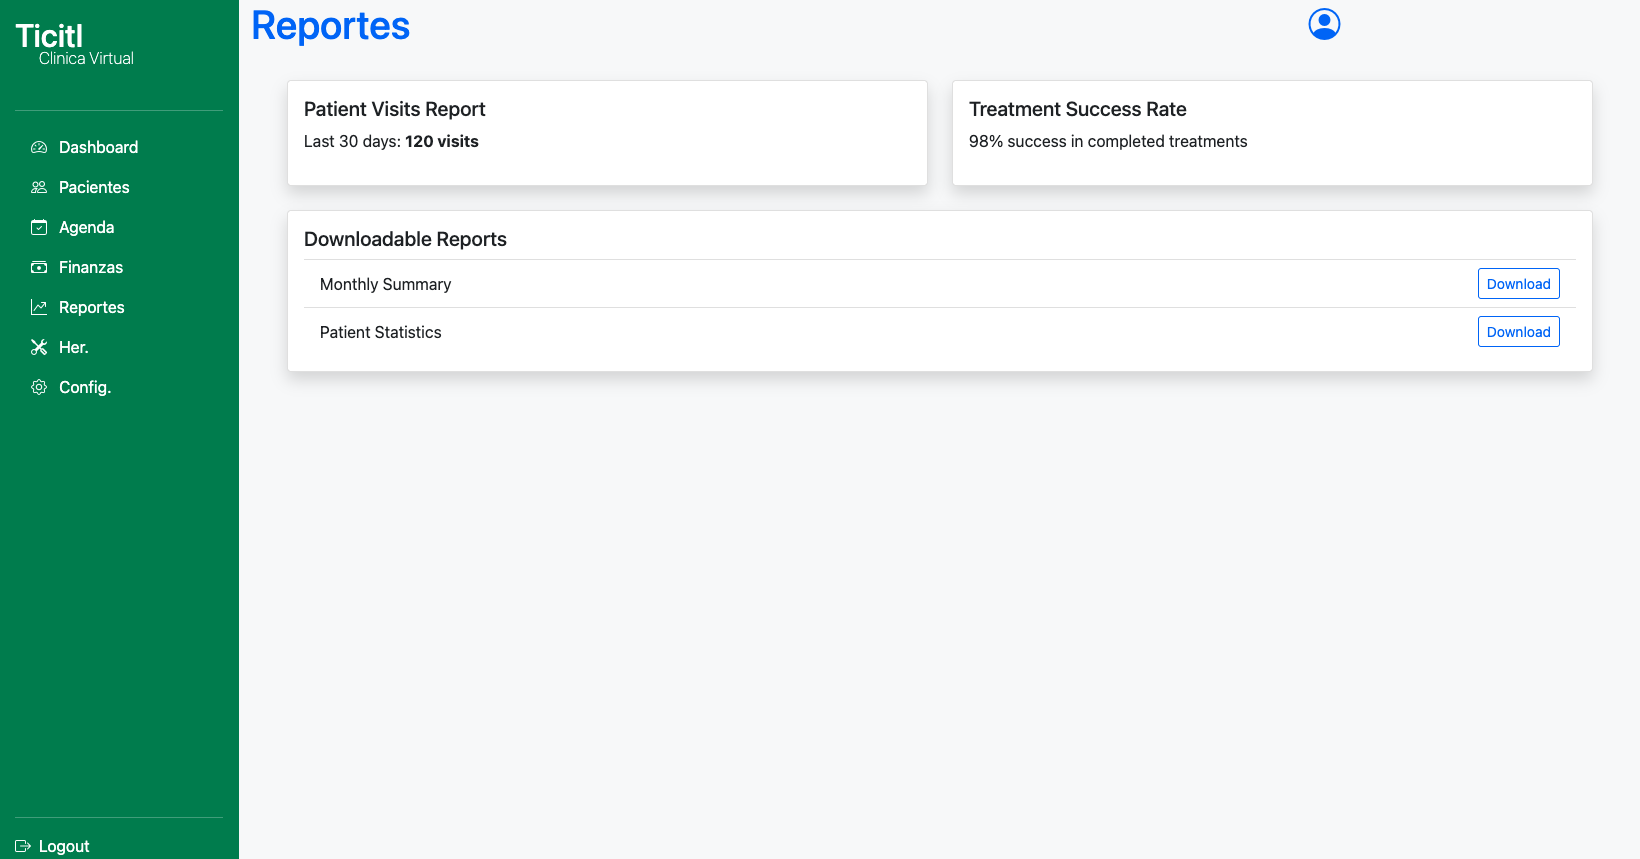 Ticitl
Clinica Virtual
Dashboard
Pacientes
Agenda
Finanzas
Reportes
Her.
Config.
Logout
Reportes
Patient Visits Report
Last 30 days: 120 visits
Treatment Success Rate
98% success in completed treatments
Downloadable Reports
Monthly Summary
Download
Patient Statistics
Download